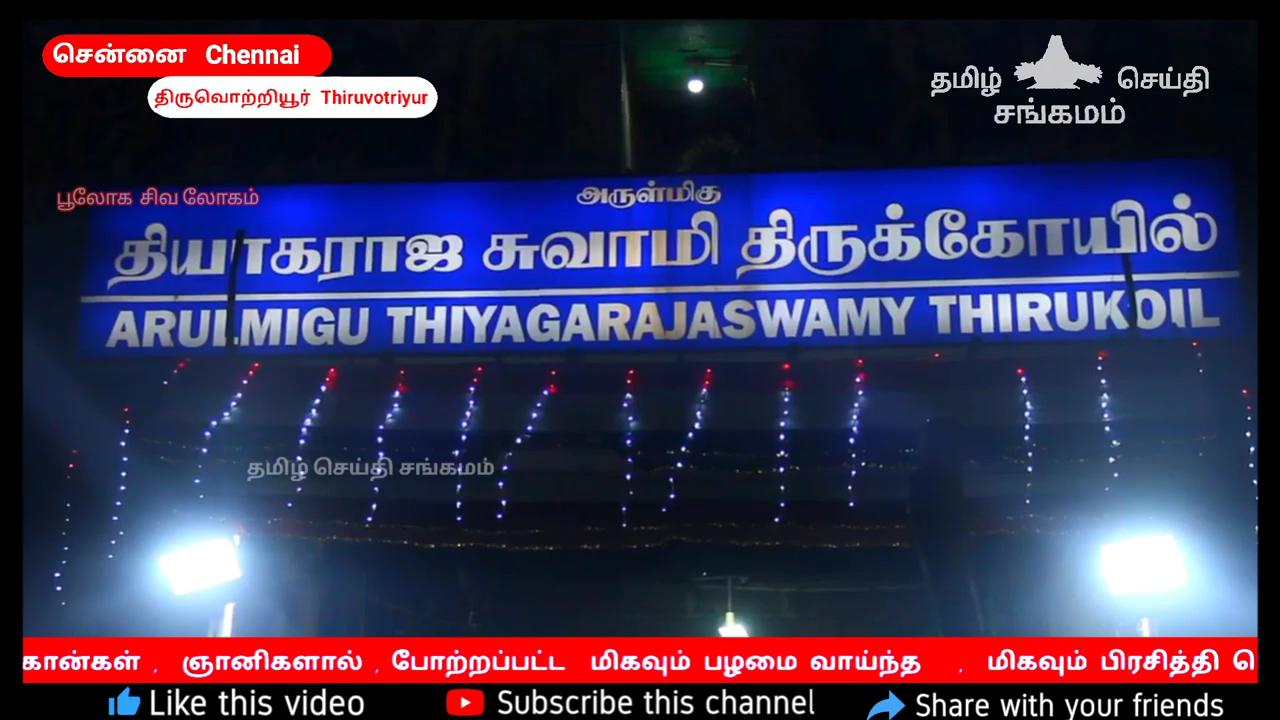 சென்னை Chennai
திருவொற்றியூர் Thiruvotriyur
தமிழ் செய்தி
சங்கமம்
பூலோக சிவ லோகம்
அருள்மிகு
தியாகராஜ சுவாமி திருக்கோயில்
ARULMIGU THIYAGARAJASWAMY THIRUKOIL
தமிழ் செய்தி சங்கமம்
ஞானிகளால் , போற்றப்பட்ட மிகவும் பழமை வாய்ந்த , மிகவும் பிரசித்தி
Like this video Subscribe this channel Share with your friends